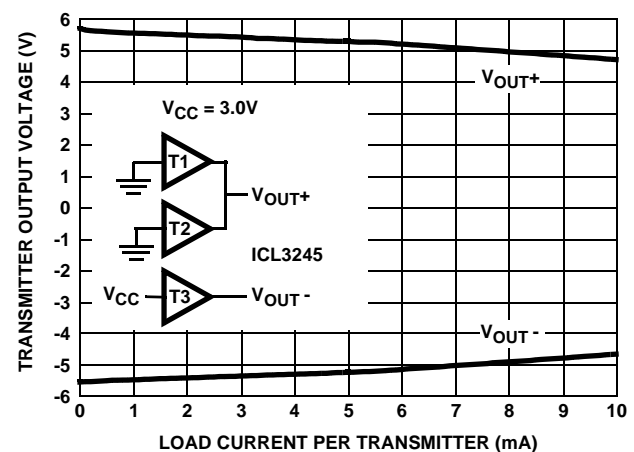 TRANSMITTER OUTPUT VOLTAGE (V)
6
5
4
3
2
1
0
-1
-2
-3
-4
-5
-6
VOUT+
VCC = 3.0V
T1
VOUT+
T2
ICL3245
VCC
T3
VOUT -
VOUT -
0 1 2 3 4 5 6 7 8 9 10
LOAD CURRENT PER TRANSMITTER (mA)